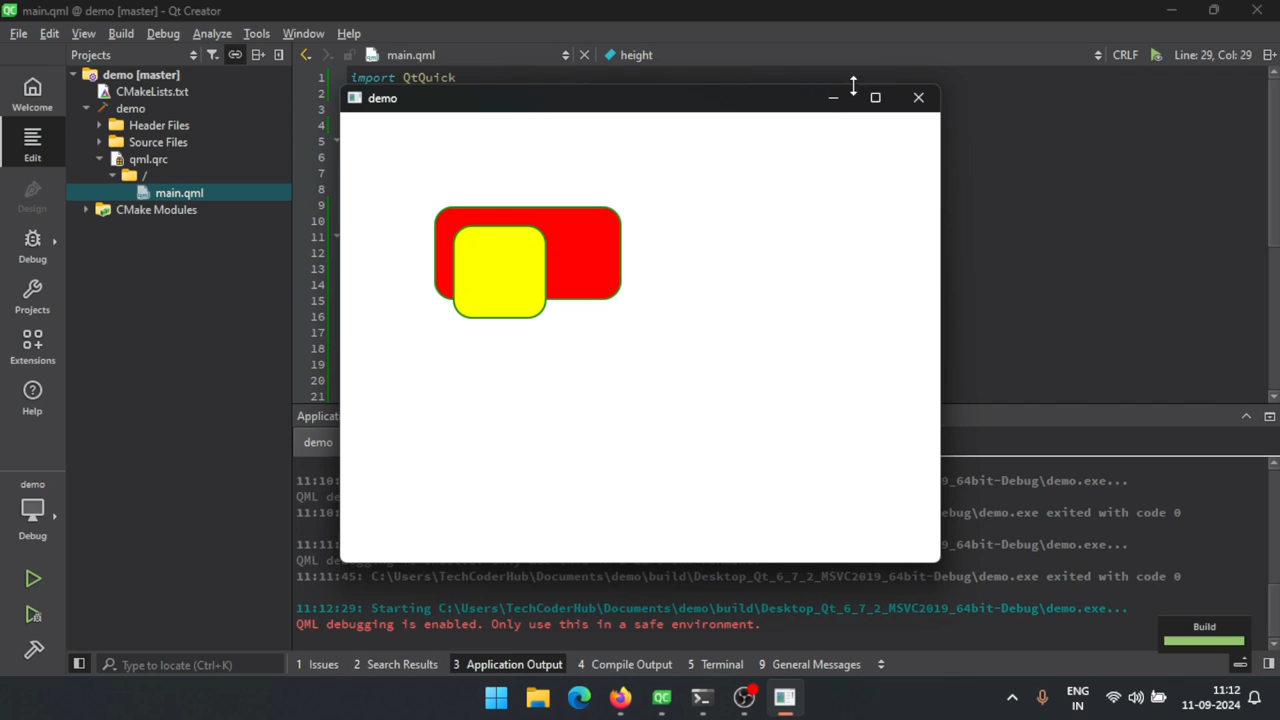 main.qml @ demo [master] - Qt Creator
File Edit View Build Debug Analyze Tools Window Help
Projects main.qml height CRLF Line: 29, Col: 29
Welcome
Edit
Design
Debug
Projects
Extensions
Help
demo
Debug
demo [master]
CMakeLists.txt
demo
Header Files
Source Files
qml.qrc
/
main.qml
CMake Modules
1 import QtQuick
2
3
4
5
6
7
8
9
10
11
12
13
14
15
16
17
18
19
20
21
demo
Applicat
demo
11:10: 9_64bit-Debug\demo.exe...
QML de
11:10: ebug\demo.exe exited with code 0
11:11: 9_64bit-Debug\demo.exe...
11:11:45: C:\Users\TechCoderHub\Documents\demo\build\Desktop_Qt_6_7_2_MSVC2019_64bit-Debug\demo.exe exited with code 0
11:12:29: Starting C:\Users\TechCoderHub\Documents\demo\build\Desktop_Qt_6_7_2_MSVC2019_64bit-Debug\demo.exe...
QML debugging is enabled. Only use this in a safe environment.
Build
Type to locate (Ctrl+K) 1 Issues 2 Search Results 3 Application Output 4 Compile Output 5 Terminal 9 General Messages
ENG
IN
11:12
11-09-2024